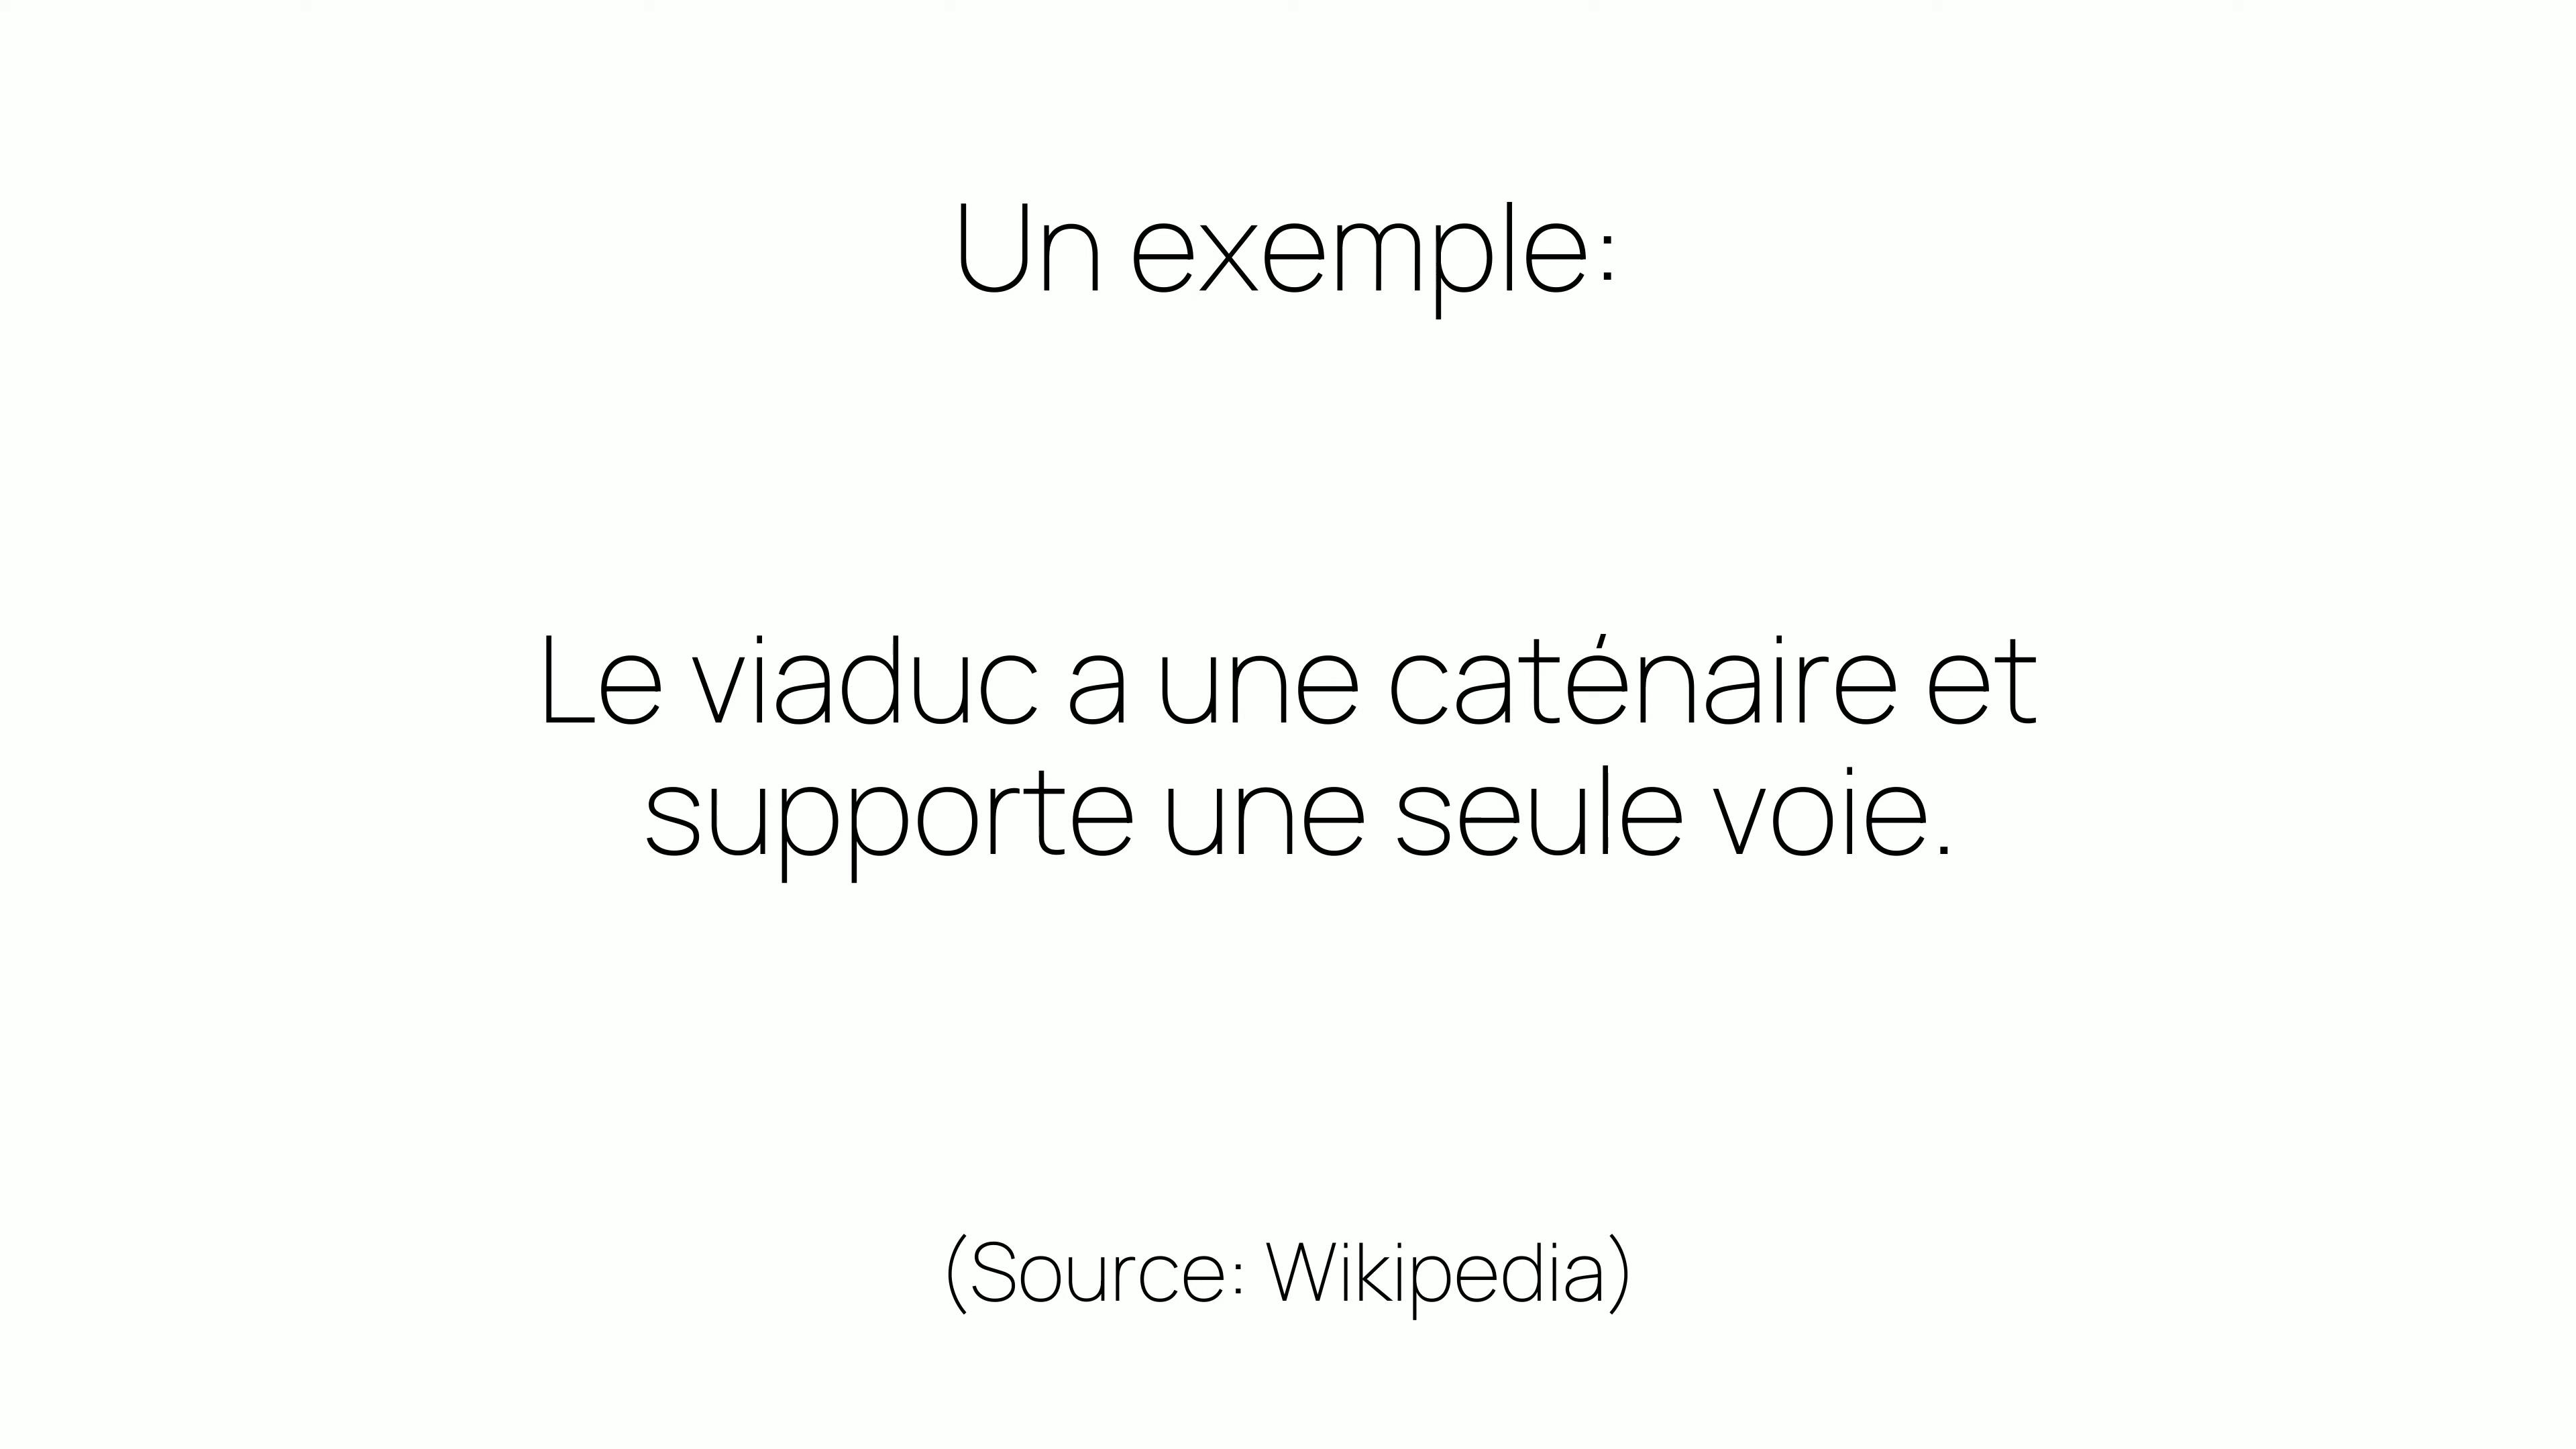 Un exemple:
Le viaduc a une caténaire et
supporte une seule voie.
(Source: Wikipedia)